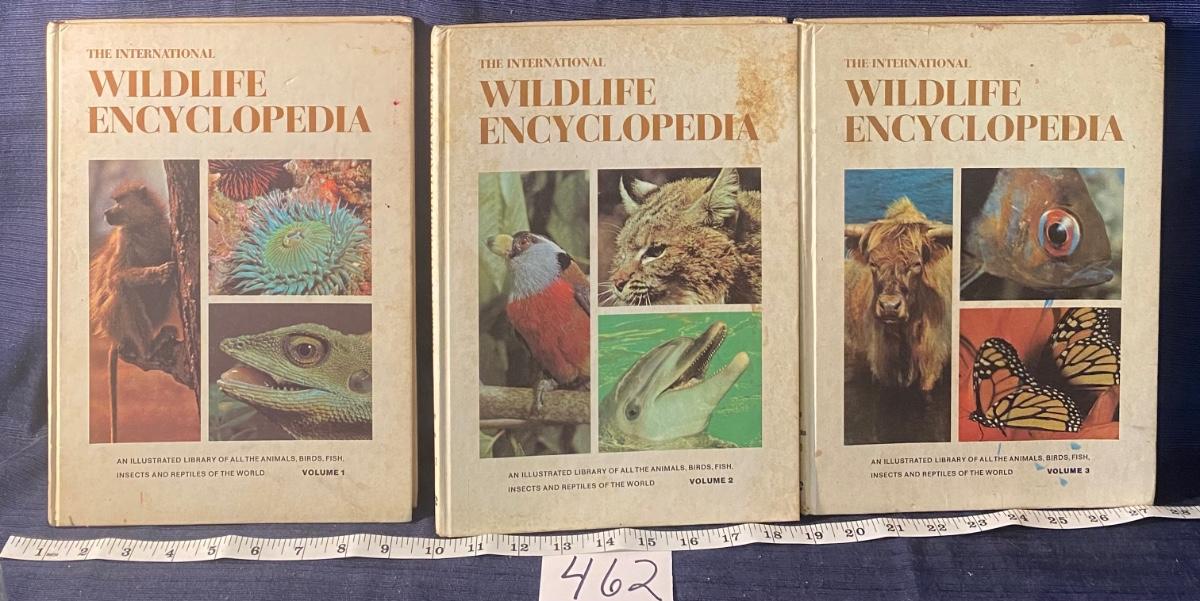 THE INTERNATIONAL
WILDLIFE
ENCYCLOPEDIA
AN ILLUSTRATED LIBRARY OF ALL THE ANIMALS, BIRDS, FISH,
INSECTS AND REPTILES OF THE WORLD VOLUME 1
THE INTERNATIONAL
WILDLIFE
ENCYCLOPEDIA
AN ILLUSTRATED LIBRARY OF ALL THE ANIMALS, BIRDS, FISH,
INSECTS AND REPTILES OF THE WORLD VOLUME 2
THE INTERNATIONAL
WILDLIFE
ENCYCLOPEDIA
AN ILLUSTRATED LIBRARY OF ALL THE ANIMALS, BIRDS, FISH,
INSECTS AND REPTILES OF THE WORLD VOLUME 3
1 2 3 4 5 6 7 8 9 10 11 12 13 14 15 16 17 18 19 20 21 22 23 24 25 26 27 28
462